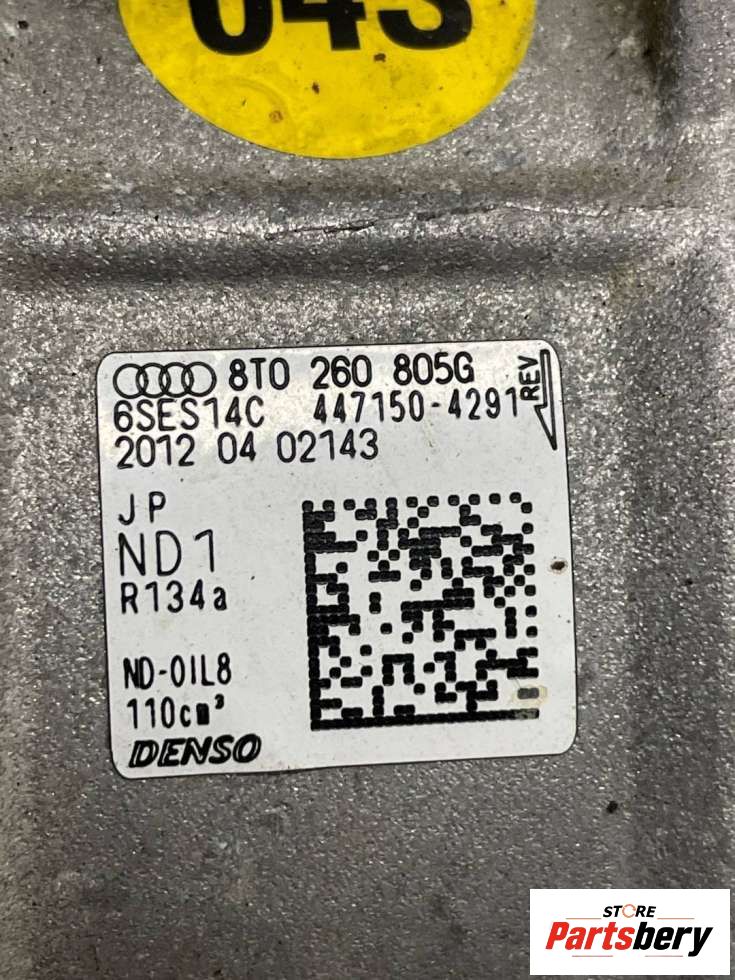 04S
8T0 260 805G
6SES14C 447150-4291
REV
2012 04 02143
JP
ND1
R134a
ND-OIL8
110cm³
DENSO
STORE
Partsbery